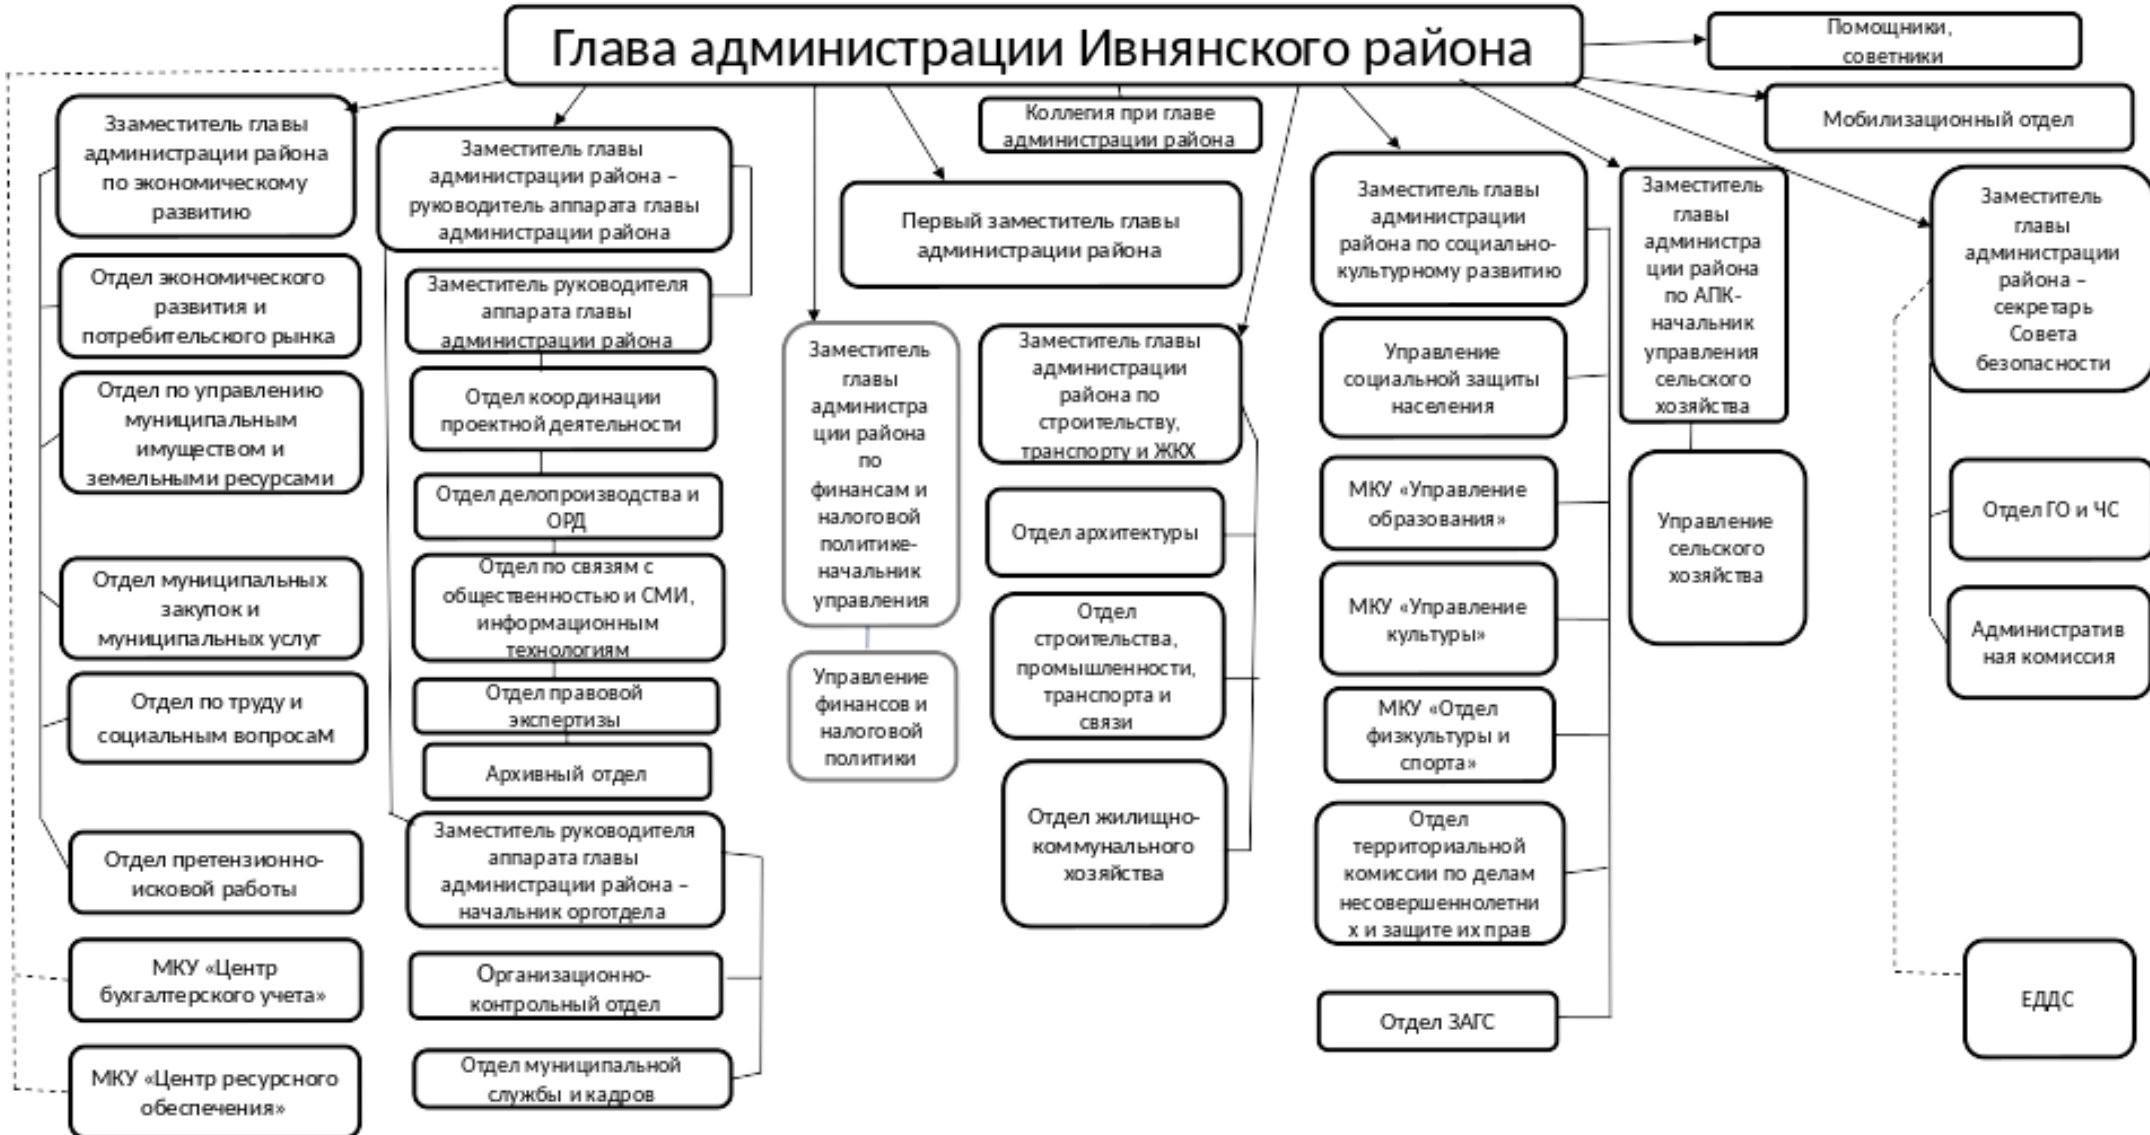 Глава администрации Ивнянского района
Помощники,
советники
Мобилизационный отдел
Коллегия при главе
администрации района
Ззаместитель главы
администрации района
по экономическому
развитию
Отдел экономического
развития и
потребительского рынка
Отдел по управлению
муниципальным
имуществом и
земельными ресурсами
Отдел муниципальных
закупок и
муниципальных услуг
Отдел по труду и
социальным вопросам
Отдел претензионно-
исковой работы
МКУ «Центр
бухгалтерского учета»
МКУ «Центр ресурсного
обеспечения»
Заместитель главы
администрации района –
руководитель аппарата главы
администрации района
Заместитель руководителя
аппарата главы
администрации района
Отдел координации
проектной деятельности
Отдел делопроизводства и
ОРД
Отдел по связям с
общественностью и СМИ,
информационным
технологиям
Отдел правовой
экспертизы
Архивный отдел
Заместитель руководителя
аппарата главы
администрации района –
начальник орготдела
Организационно-
контрольный отдел
Отдел муниципальной
службы и кадров
Первый заместитель главы
администрации района
Заместитель
главы
администра
ции района
по
финансам и
налоговой
политике-
начальник
управления
Управление
финансов и
налоговой
политики
Заместитель главы
администрации
района по
строительству,
транспорту и ЖКХ
Отдел архитектуры
Отдел
строительства,
промышленности,
транспорта и
связи
Отдел жилищно-
коммунального
хозяйства
Заместитель главы
администрации
района по социально-
культурному развитию
Управление
социальной защиты
населения
МКУ «Управление
образования»
МКУ «Управление
культуры»
МКУ «Отдел
физкультуры и
спорта»
Отдел
территориальной
комиссии по делам
несовершеннолетни
х и защите их прав
Отдел ЗАГС
Заместитель
главы
администра
ции района
по АПК-
начальник
управления
сельского
хозяйства
Управление
сельского
хозяйства
Заместитель
главы
администрации
района –
секретарь
Совета
безопасности
Отдел ГО и ЧС
Административ
ная комиссия
ЕДДС